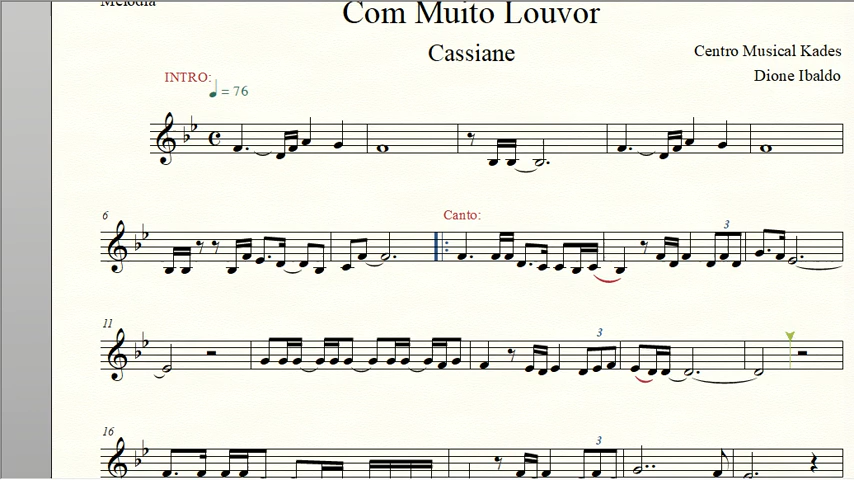 Melodia
Com Muito Louvor
Cassiane
Centro Musical Kades
Dione Ibaldo
INTRO:
= 76
6
Canto:
3
11
3
3
16
3